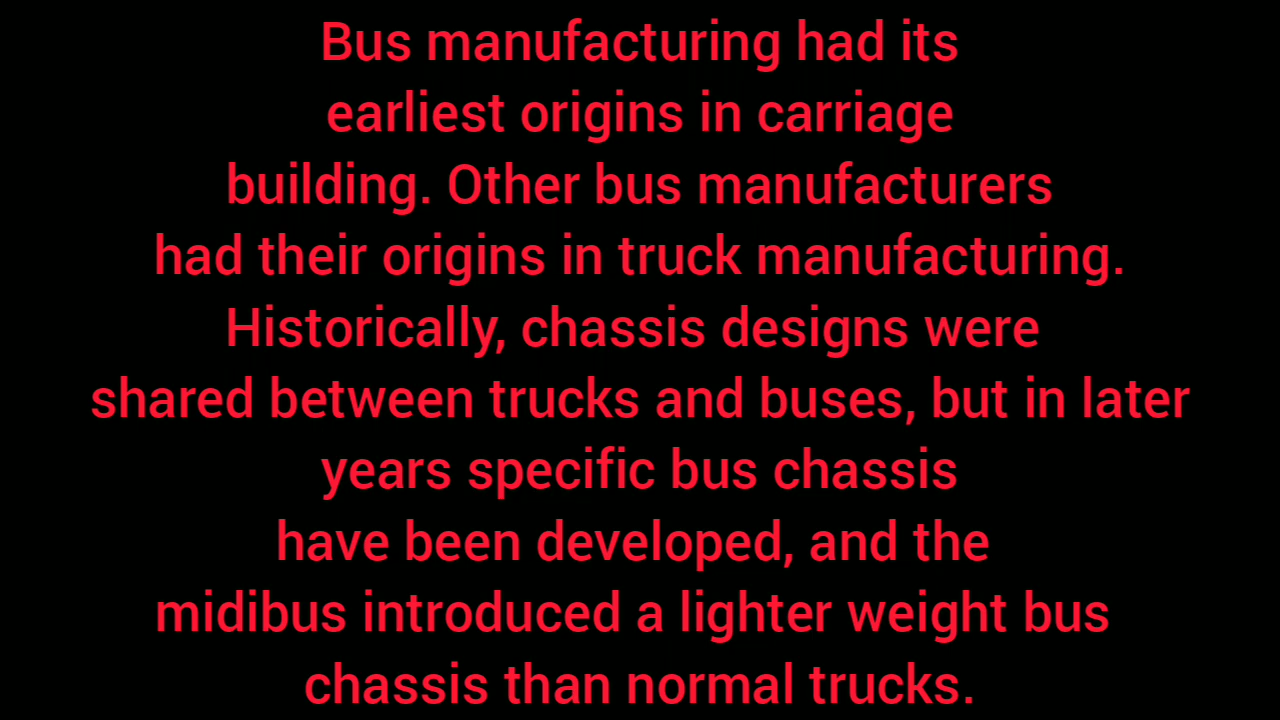 Bus manufacturing had its
earliest origins in carriage
building. Other bus manufacturers
had their origins in truck manufacturing.
Historically, chassis designs were
shared between trucks and buses, but in later
years specific bus chassis
have been developed, and the
midibus introduced a lighter weight bus
chassis than normal trucks.